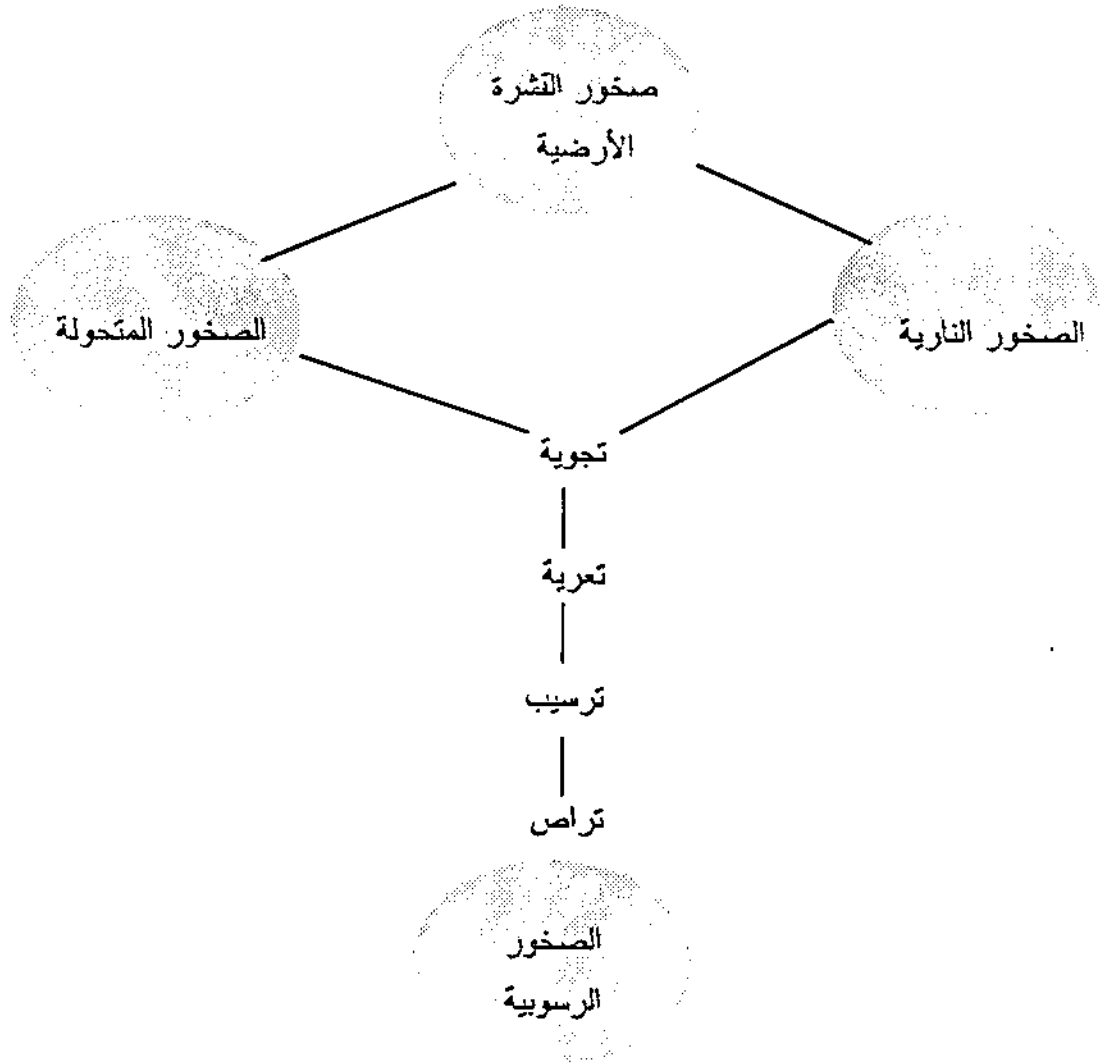 صخور القشرة
الأرضية
الصخور النارية
الصخور المتحولة
تجوية
تعرية
ترسيب
تراص
الصخور
الرسوبية